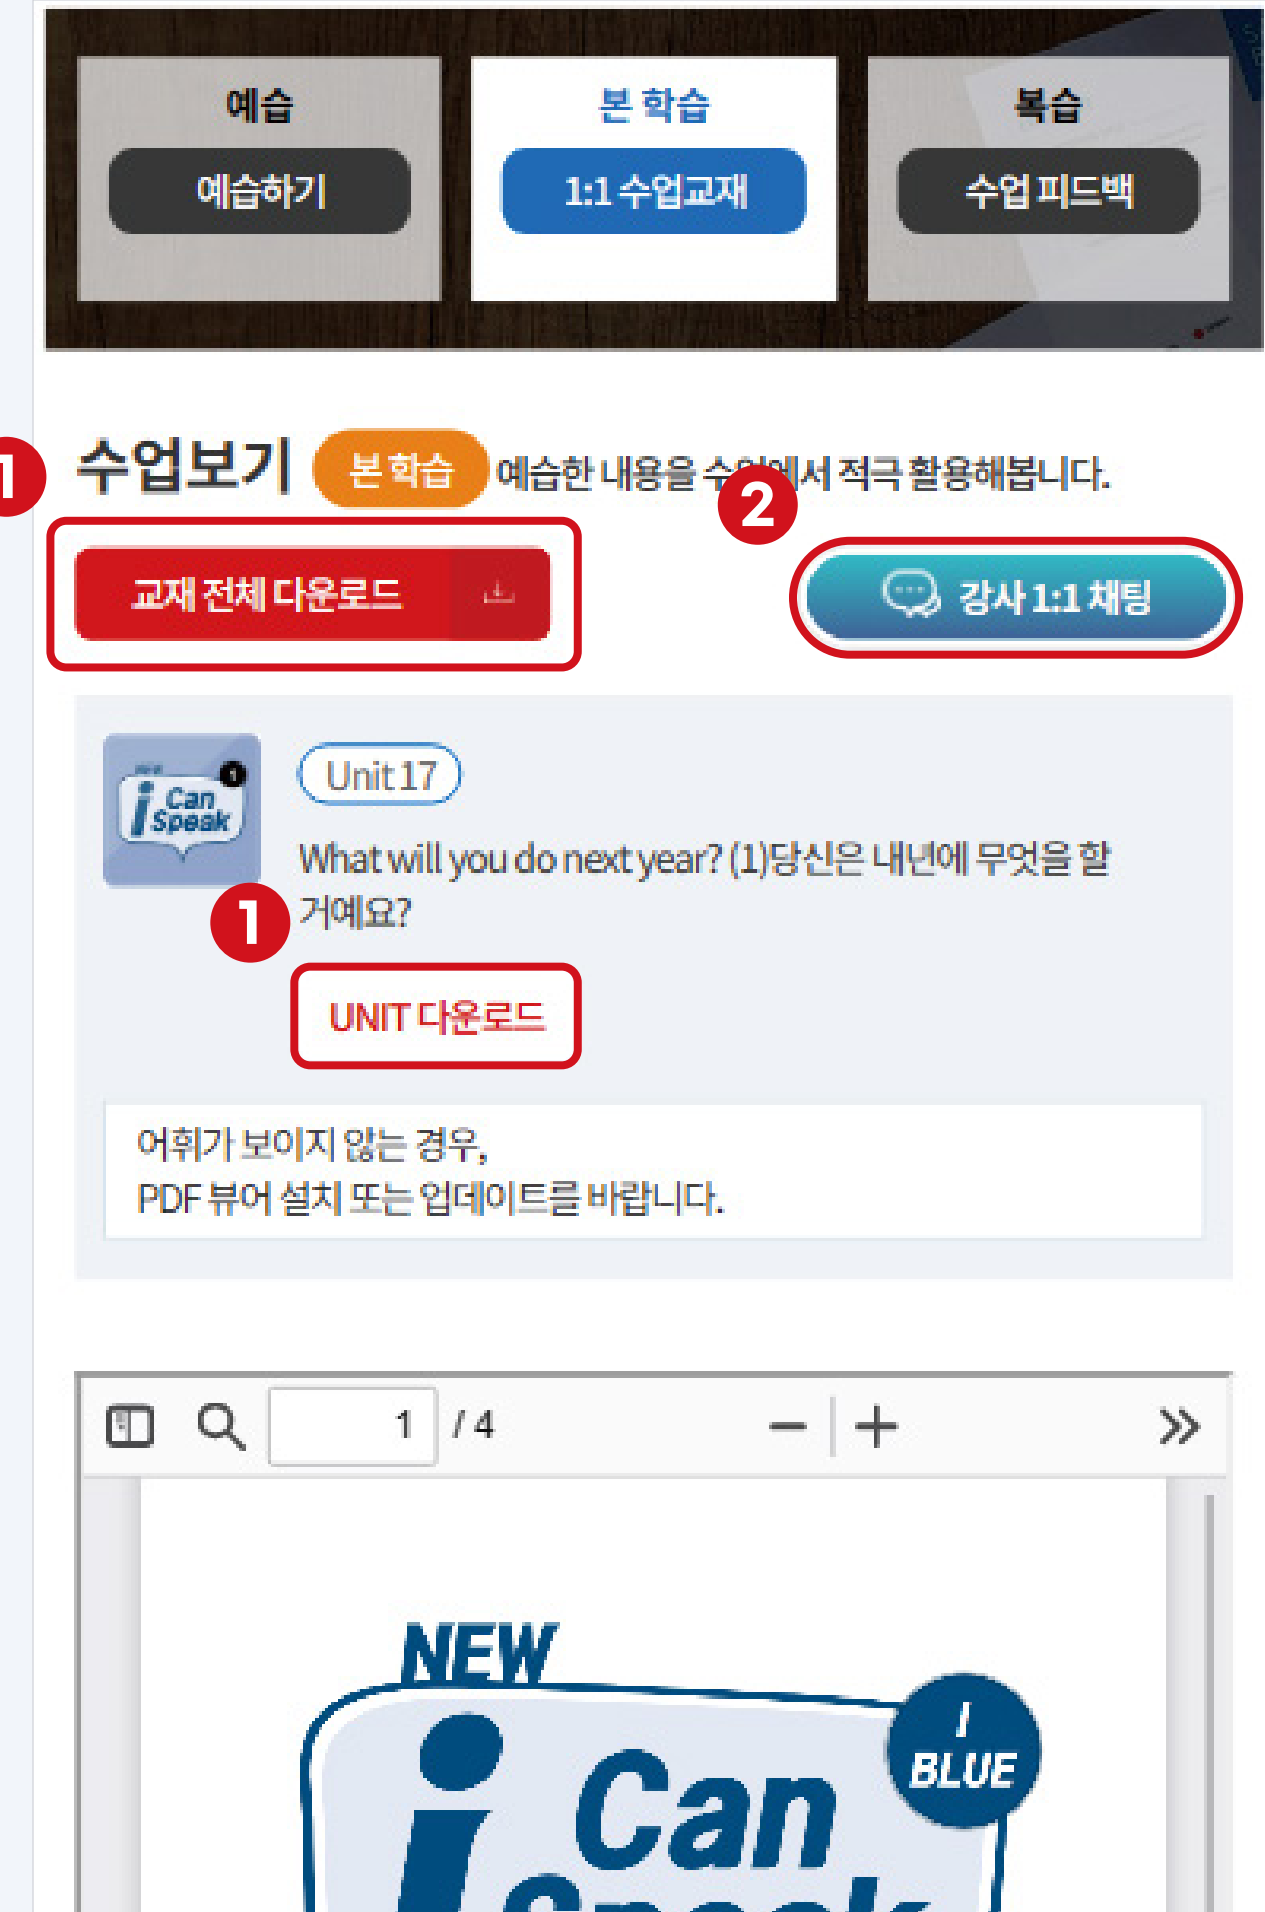 예습
본 학습
복습
예습하기
1:1 수업교재
수업 피드백
1
수업보기 본 학습 예습한 내용을 수업에서 적극 활용해봅니다.
2
교재 전체 다운로드
강사 1:1 채팅
1
i Can
Speak
Unit 17
What will you do next year? (1)당신은 내년에 무엇을 할
거예요?
1
UNIT 다운로드
어휘가 보이지 않는 경우,
PDF 뷰어 설치 또는 업데이트를 바랍니다.
1 / 4
NEW
I
BLUE
i Can
Speak